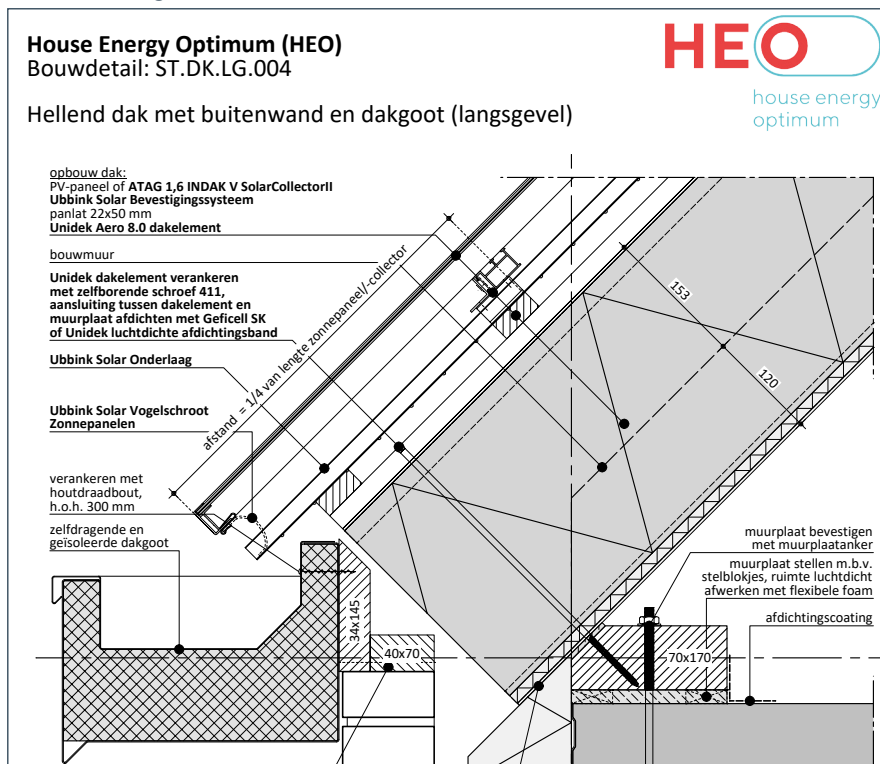 House Energy Optimum (HEO)
Bouwdetail: ST.DK.LG.004
Hellend dak met buitenwand en dakgoot (langsgevel)
HEO
house energy
optimum
opbouw dak:
PV-paneel of ATAG 1,6 INDAK V SolarCollectorII
Ubbink Solar Bevestigingssysteem
panlat 22x50 mm
Unidek Aero 8.0 dakelement
bouwmuur
Unidek dakelement verankeren
met zelfborende schroef 411,
aansluiting tussen dakelement en
muurplaat afdichten met Geficell SK
of Unidek luchtdichte afdichtingsband
Ubbink Solar Onderlaag
Ubbink Solar Vogelschroot
Zonnepanelen
verankeren met
houtdraadbout,
h.o.h. 300 mm
zelfdragende en
geïsoleerde dakgoot
afstand = 1/4 van lengte zonnepaneel/-collector
153
120
muurplaat bevestigen
met muurplaatanker
muurplaat stellen m.b.v.
stelblokjes, ruimte luchtdicht
afwerken met flexibele foam
afdichtingscoating
34x145
40x70
70x170